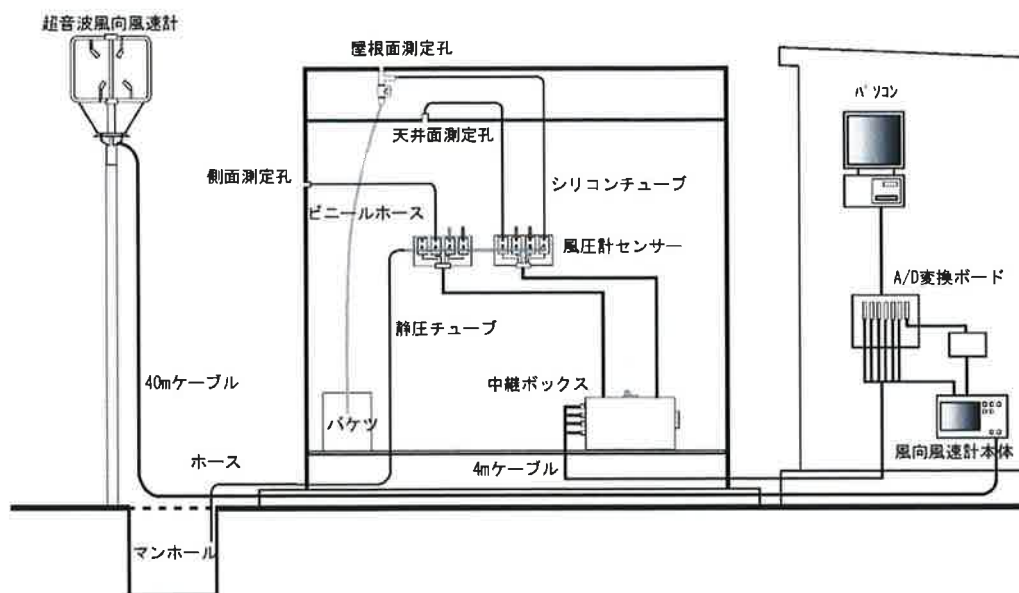 超音波風向風速計
屋根面測定孔
パソコン
天井面測定孔
側面測定孔
シリコンチューブ
ビニールホース
風圧計センサー
A/D変換ボード
静圧チューブ
40mケーブル
中継ボックス
バケツ
風向風速計本体
ホース
4mケーブル
マンホール